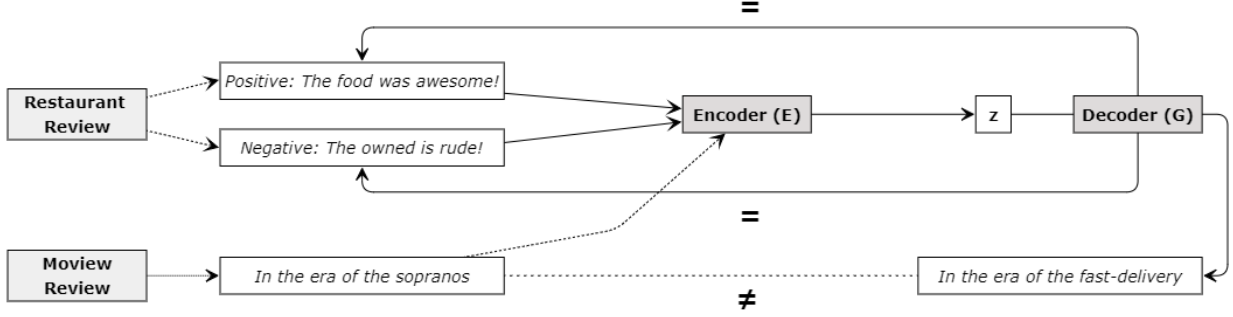 =
Restaurant
Review
Positive: The food was awesome!
Negative: The owned is rude!
Encoder (E)
z
Decoder (G)
=
Moview
Review
In the era of the sopranos
In the era of the fast-delivery
≠